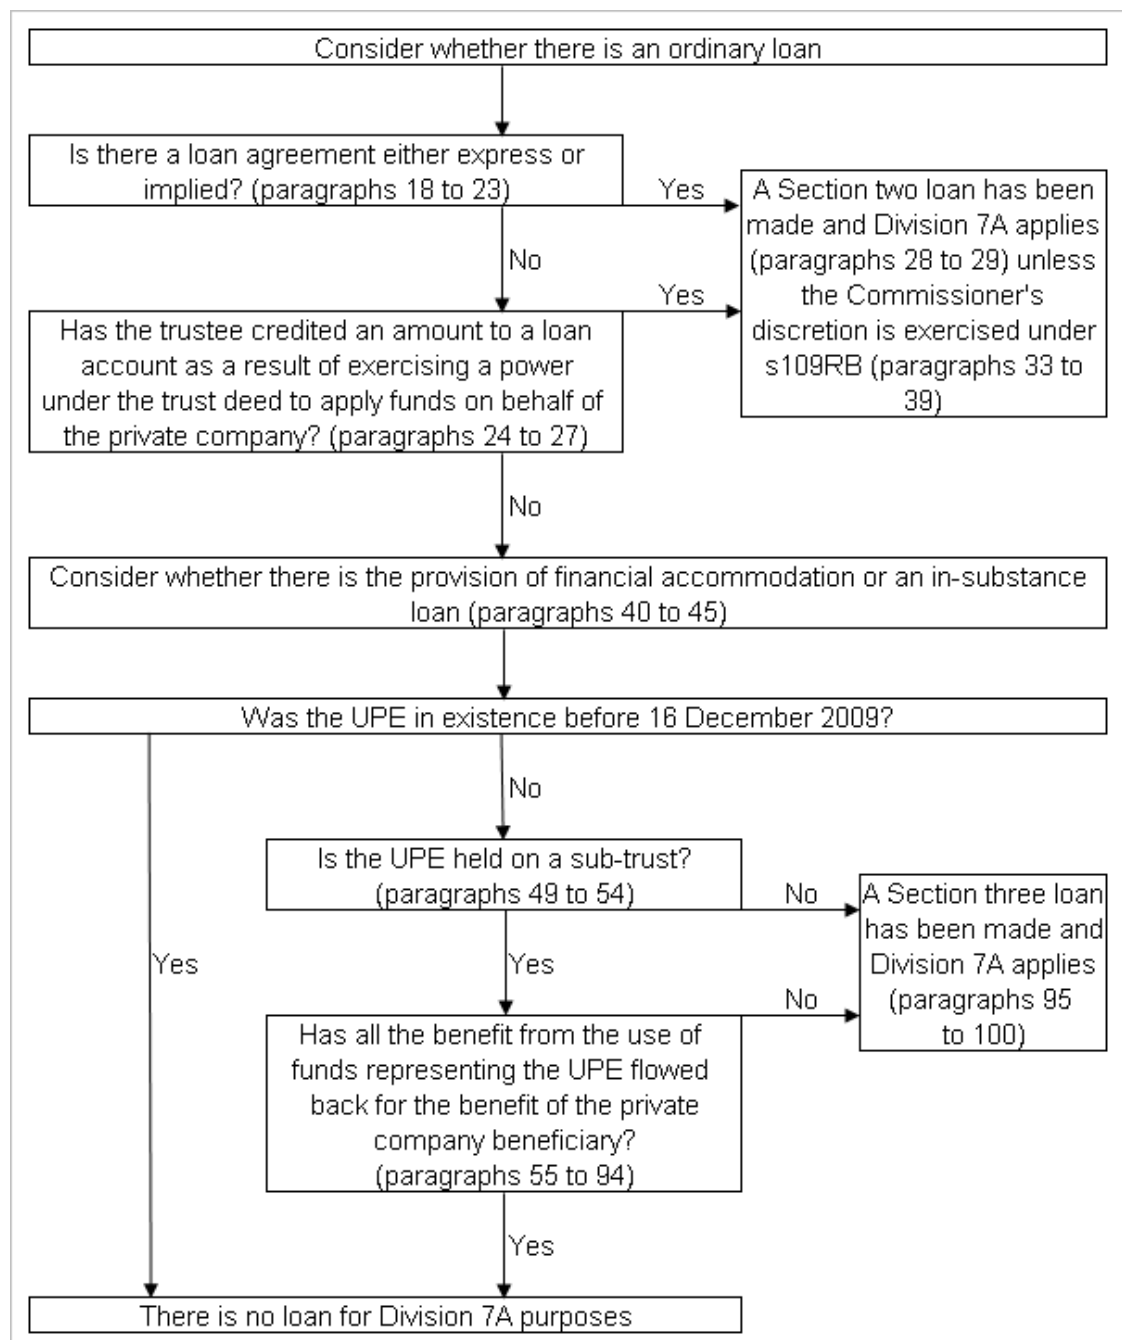 Consider whether there is an ordinary loan
Is there a loan agreement either express or
implied? (paragraphs 18 to 23)
Yes
A Section two loan has been
made and Division 7A applies
(paragraphs 28 to 29) unless
the Commissioner's
discretion is exercised under
s109RB (paragraphs 33 to
39)
No
Yes
Has the trustee credited an amount to a loan
account as a result of exercising a power
under the trust deed to apply funds on behalf of
the private company? (paragraphs 24 to 27)
No
Consider whether there is the provision of financial accommodation or an in-substance
loan (paragraphs 40 to 45)
Was the UPE in existence before 16 December 2009?
No
Is the UPE held on a sub-trust?
(paragraphs 49 to 54)
No
A Section three loan
has been made and
Division 7A applies
(paragraphs 95
to 100)
Yes
Yes
No
Has all the benefit from the use of
funds representing the UPE flowed
back for the benefit of the private
company beneficiary?
(paragraphs 55 to 94)
Yes
There is no loan for Division 7A purposes